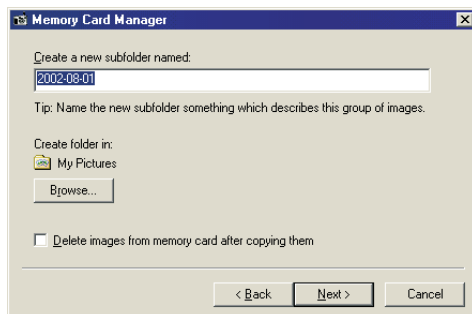 Memory Card Manager
Create a new subfolder named:
2002-08-01
Tip: Name the new subfolder something which describes this group of images.
Create folder in:
My Pictures
Browse...
Delete images from memory card after copying them
< Back Next > Cancel